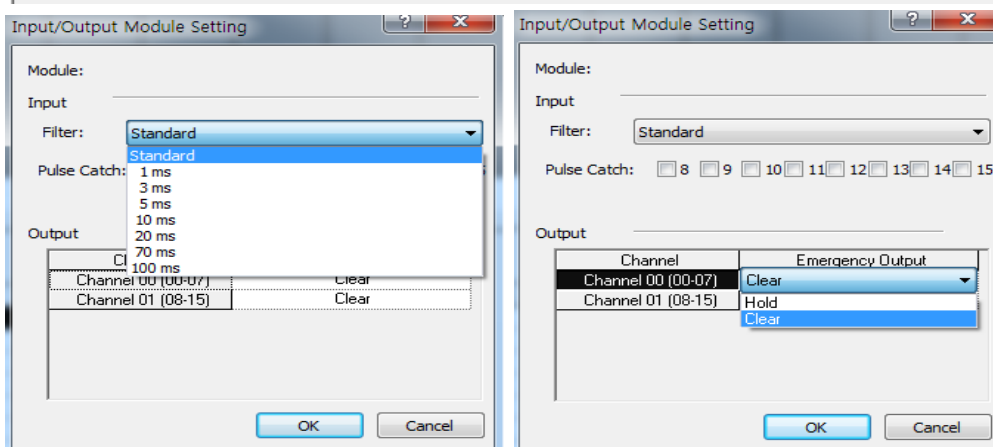 Input/Output Module Setting
?
X
Module:
Input
Filter:
Standard
Standard
1 ms
3 ms
5 ms
10 ms
20 ms
70 ms
100 ms
Pulse Catch:
Output
Channel 00 (00-07)
Clear
Channel 01 (08-15)
Clear
OK
Cancel
Input/Output Module Setting
?
X
Module:
Input
Filter:
Standard
Pulse Catch:
8
9
10
11
12
13
14
15
Output
Channel
Emergency Output
Channel 00 (00-07)
Clear
Channel 01 (08-15)
Hold
Clear
OK
Cancel